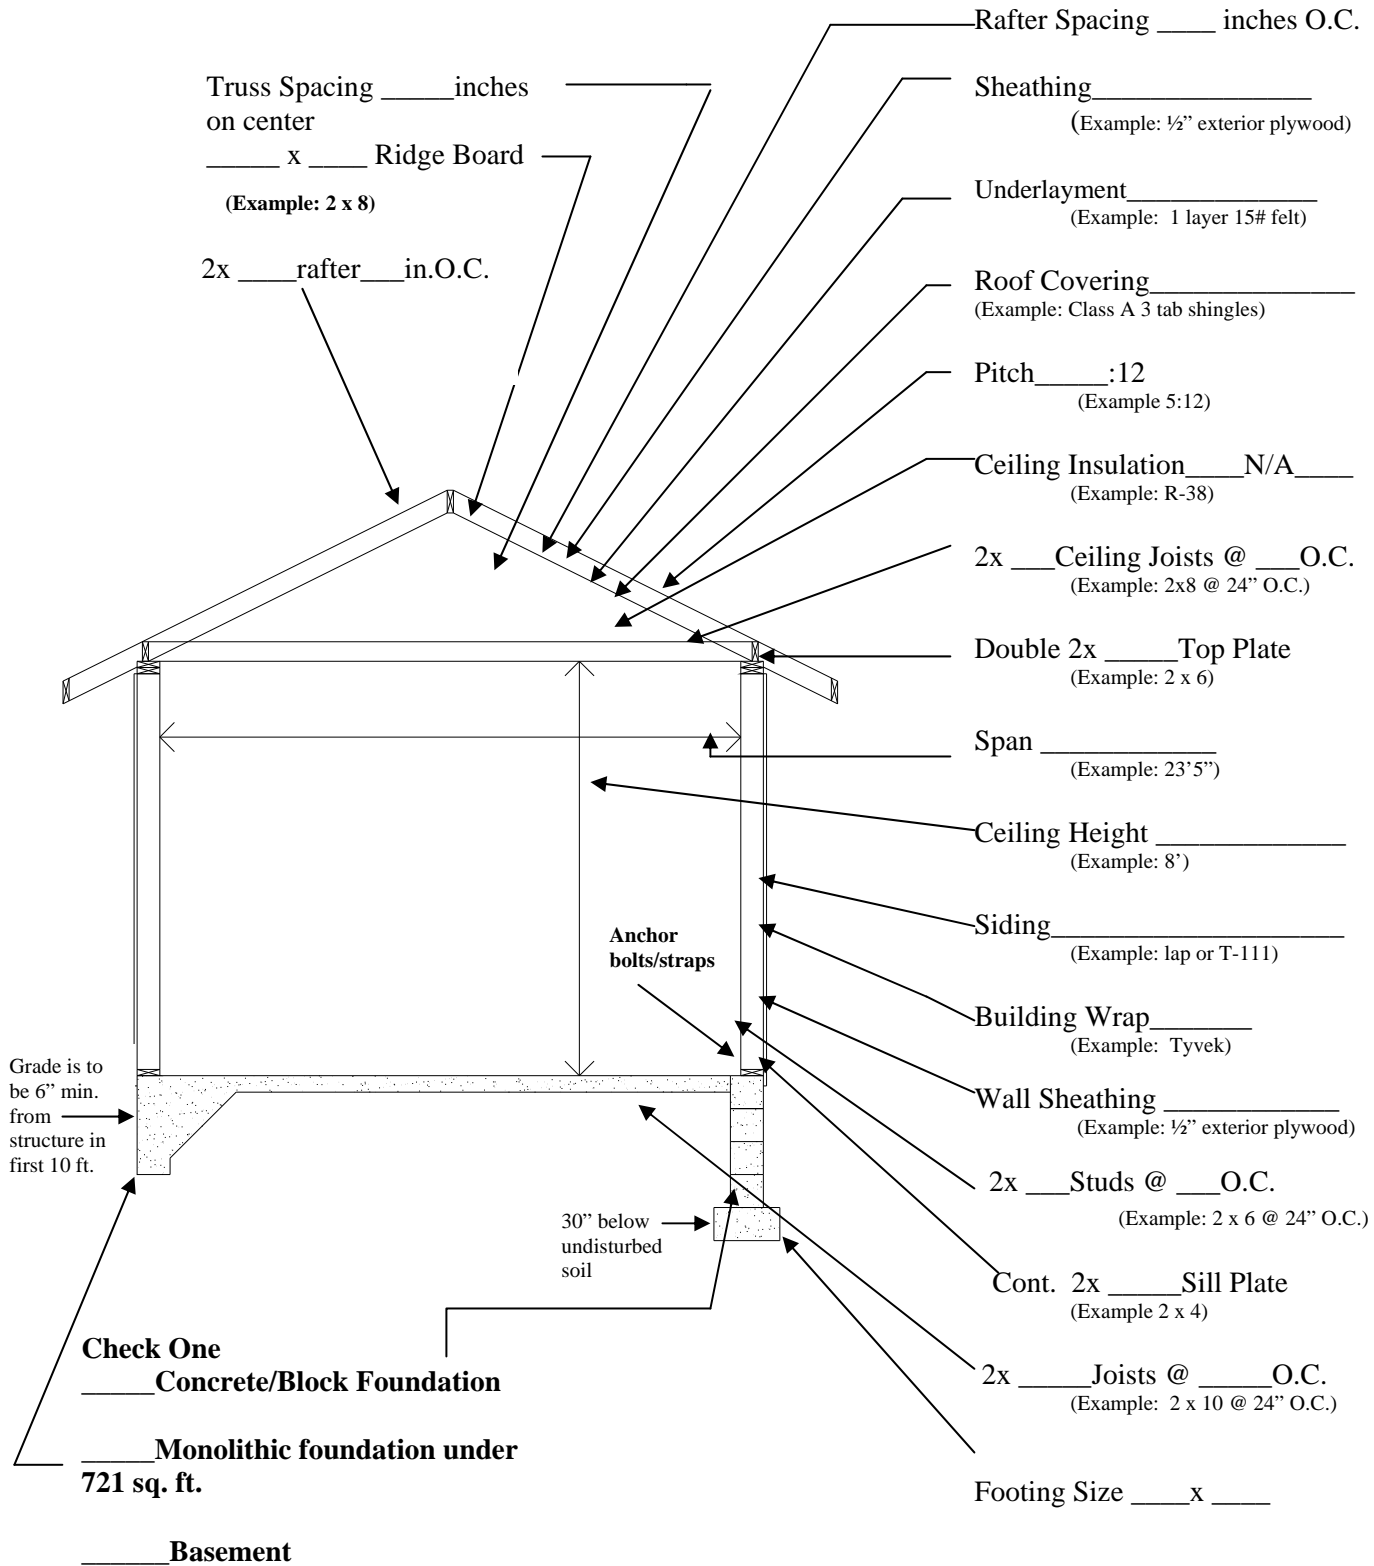 Truss Spacing _____inches
on center
_____ x ____ Ridge Board
(Example: 2 x 8)
2x ____rafter___in.O.C.
Rafter Spacing ____ inches O.C.
Sheathing_______________
(Example: ½” exterior plywood)
Underlayment_____________
(Example:  1 layer 15# felt)
Roof Covering______________
(Example: Class A 3 tab shingles)
Pitch_____:12
(Example 5:12)
Ceiling Insulation____N/A____
(Example: R-38)
2x ___Ceiling Joists @ ___O.C.
(Example: 2x8 @ 24” O.C.)
Double 2x _____Top Plate
(Example: 2 x 6)
Span ____________
(Example: 23’5”)
Ceiling Height _____________
(Example: 8’)
Siding____________________
(Example: lap or T-111)
Building Wrap_______
(Example:  Tyvek)
Wall Sheathing ____________
(Example: ½” exterior plywood)
2x ___Studs @ ___O.C.
(Example: 2 x 6 @ 24” O.C.)
Cont.  2x _____Sill Plate
(Example 2 x 4)
2x _____Joists @ _____O.C.
(Example:  2 x 10 @ 24” O.C.)
Footing Size ____x ____
Anchor
bolts/straps
Grade is to
be 6” min.
from
structure in
first 10 ft.
30” below
undisturbed
soil
Check One
_____Concrete/Block Foundation
_____Monolithic foundation under
721 sq. ft.
______Basement